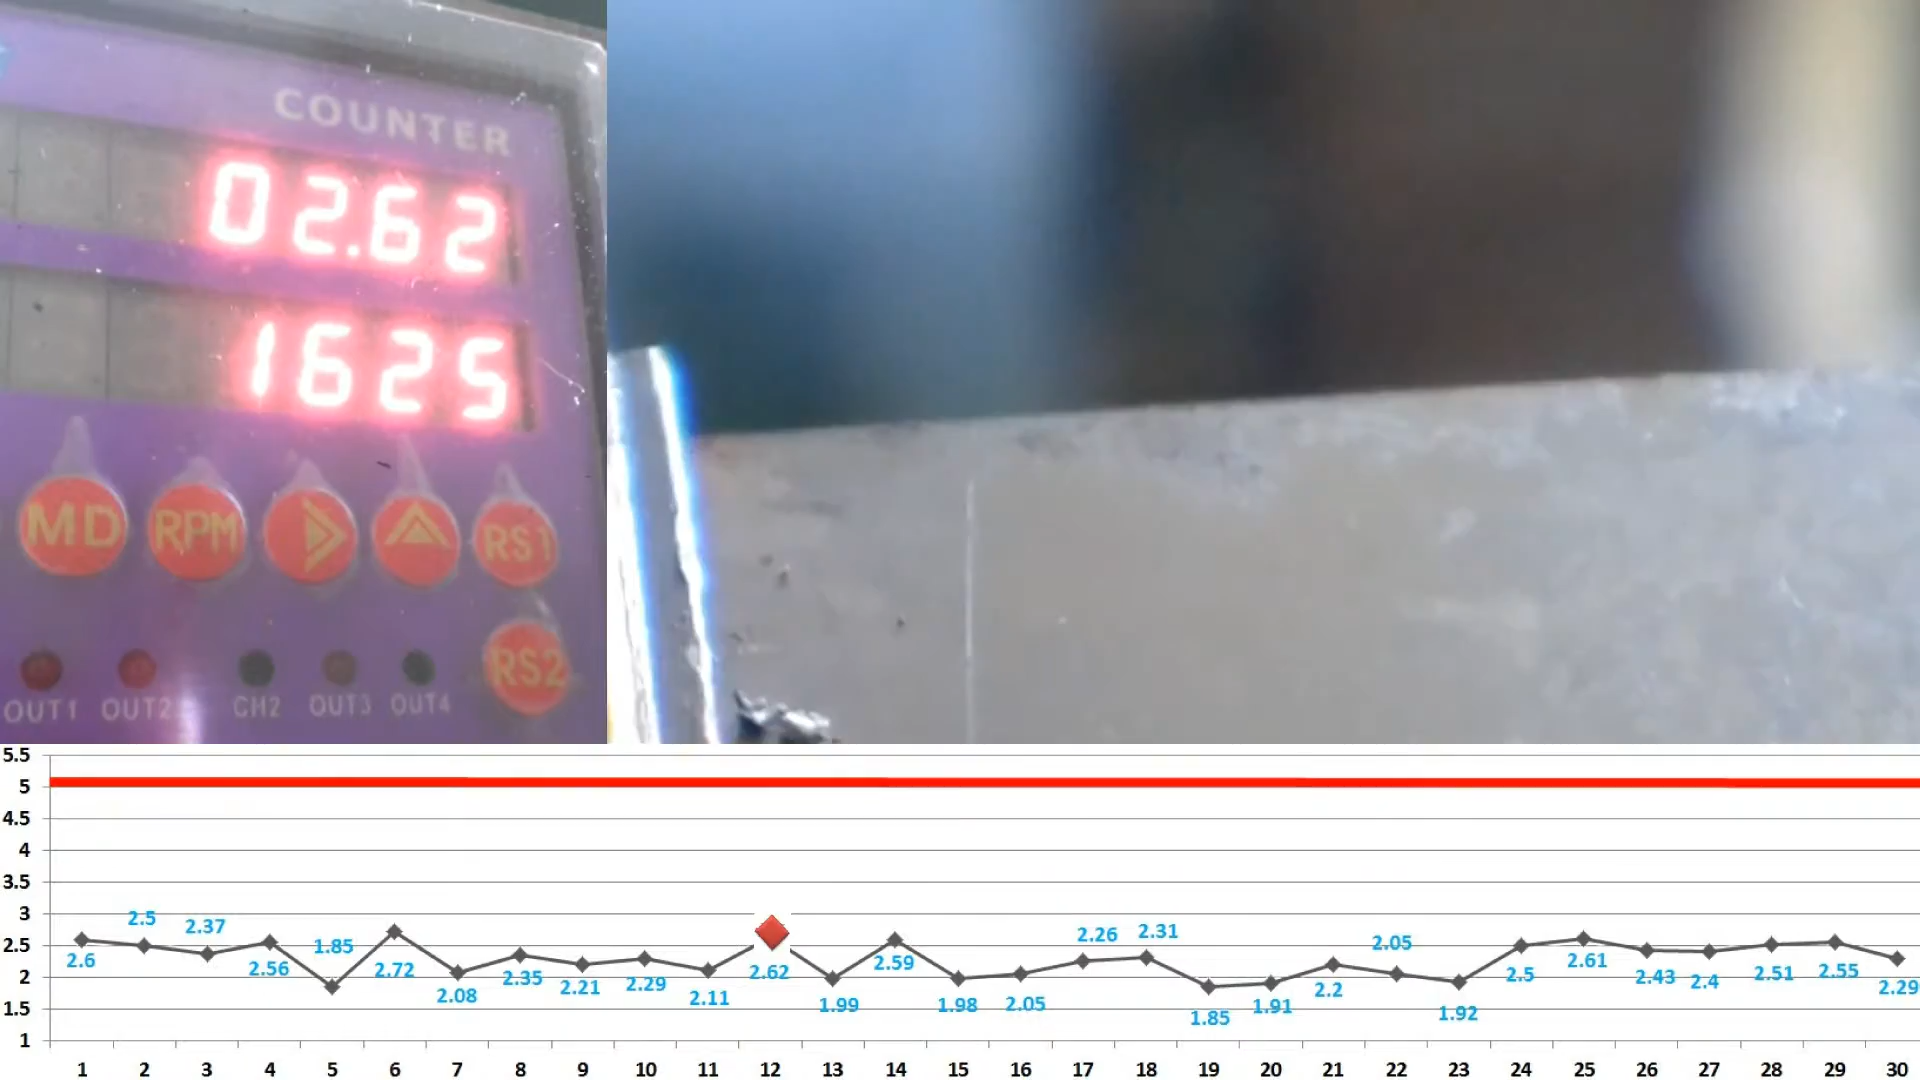 COUNTER
02.62
1625
MD RPM RS1
RS2
OUT1 OUT2 CH2 OUT3 OUT4
5.5
5
4.5
4
3.5
3
2.5
2
1.5
1
2.6 2.5 2.37 2.56 1.85 2.72 2.08 2.35 2.21 2.29 2.11 2.62 1.99 2.59 1.98 2.05 2.26 2.31 1.85 1.91 2.2 2.05 1.92 2.5 2.61 2.43 2.4 2.51 2.55 2.29
1 2 3 4 5 6 7 8 9 10 11 12 13 14 15 16 17 18 19 20 21 22 23 24 25 26 27 28 29 30